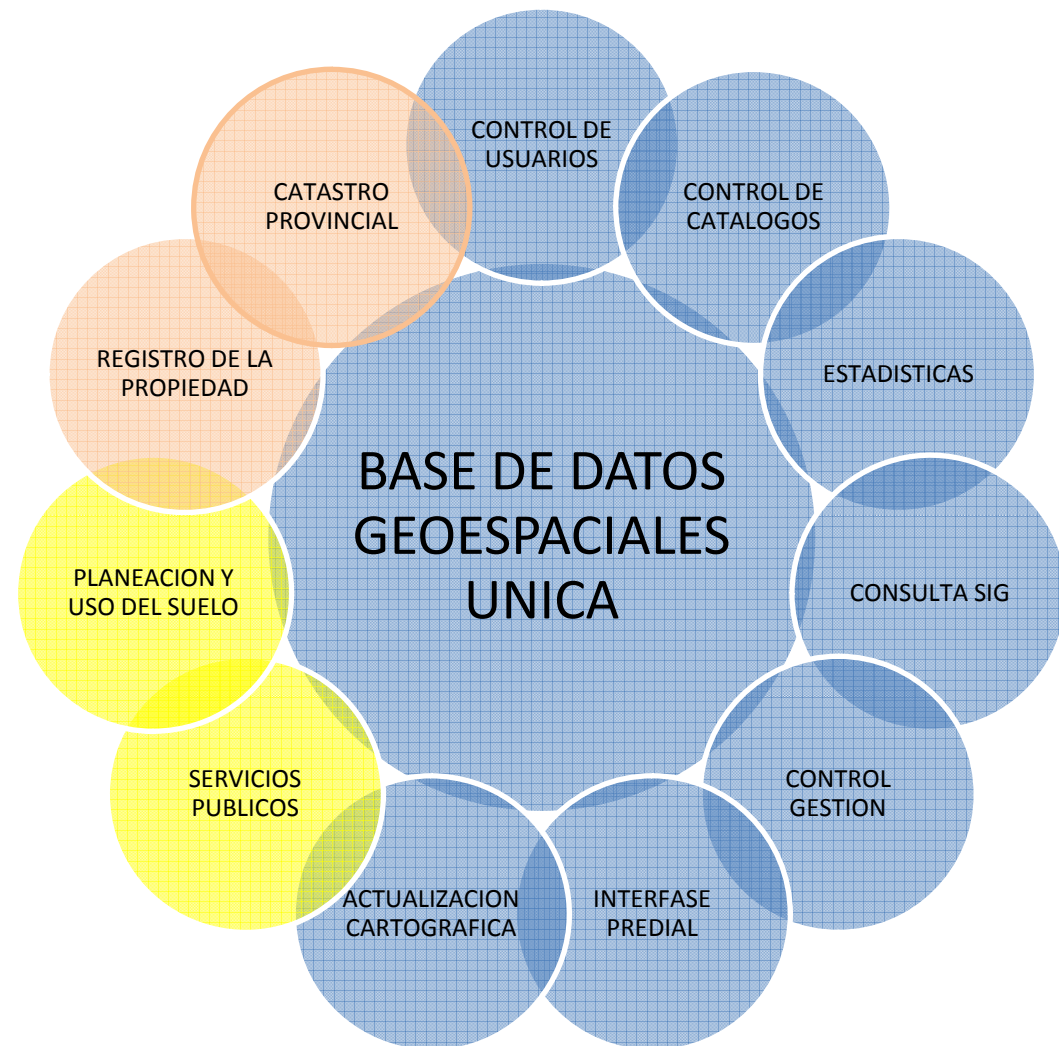 CONTROL DE
USUARIOS
CONTROL DE
CATALOGOS
ESTADISTICAS
CONSULTA SIG
CONTROL
GESTION
INTERFASE
PREDIAL
ACTUALIZACION
CARTOGRAFICA
SERVICIOS
PUBLICOS
PLANEACION Y
USO DEL SUELO
REGISTRO DE LA
PROPIEDAD
CATASTRO
PROVINCIAL
BASE DE DATOS
GEOESPACIALES
UNICA